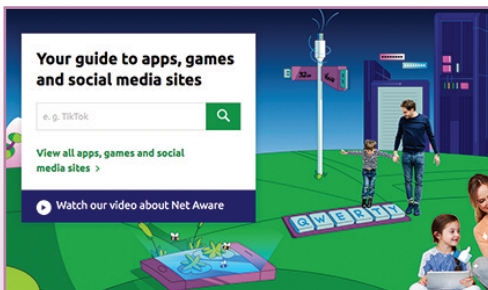 Your guide to apps, games
and social media sites
e. g. TikTok
View all apps, games and social
media sites >
Watch our video about Net Aware
QWERTY